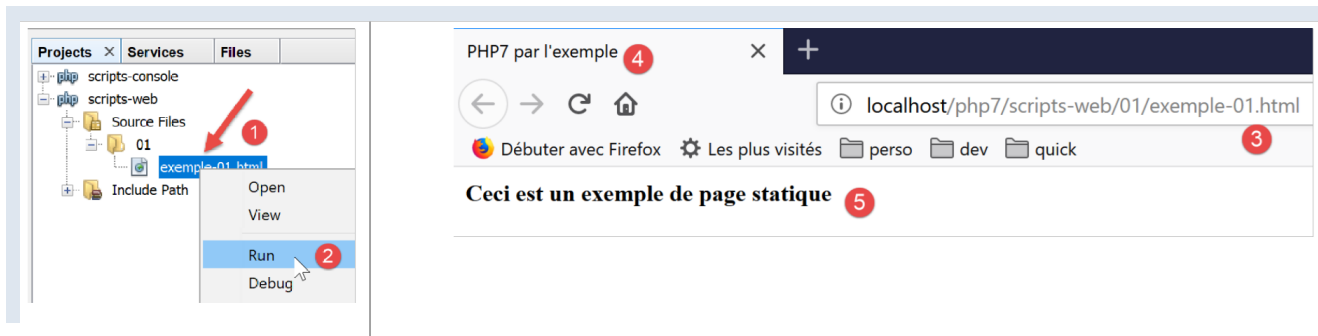 Projects × Services Files
php scripts-console
php scripts-web
Source Files
1
01
exemple-01.html
Include Path
Open
View
Run 2
Debug
PHP7 par l'exemple 4
localhost/php7/scripts-web/01/exemple-01.html
3
Débuter avec Firefox Les plus visités perso dev quick
Ceci est un exemple de page statique 5